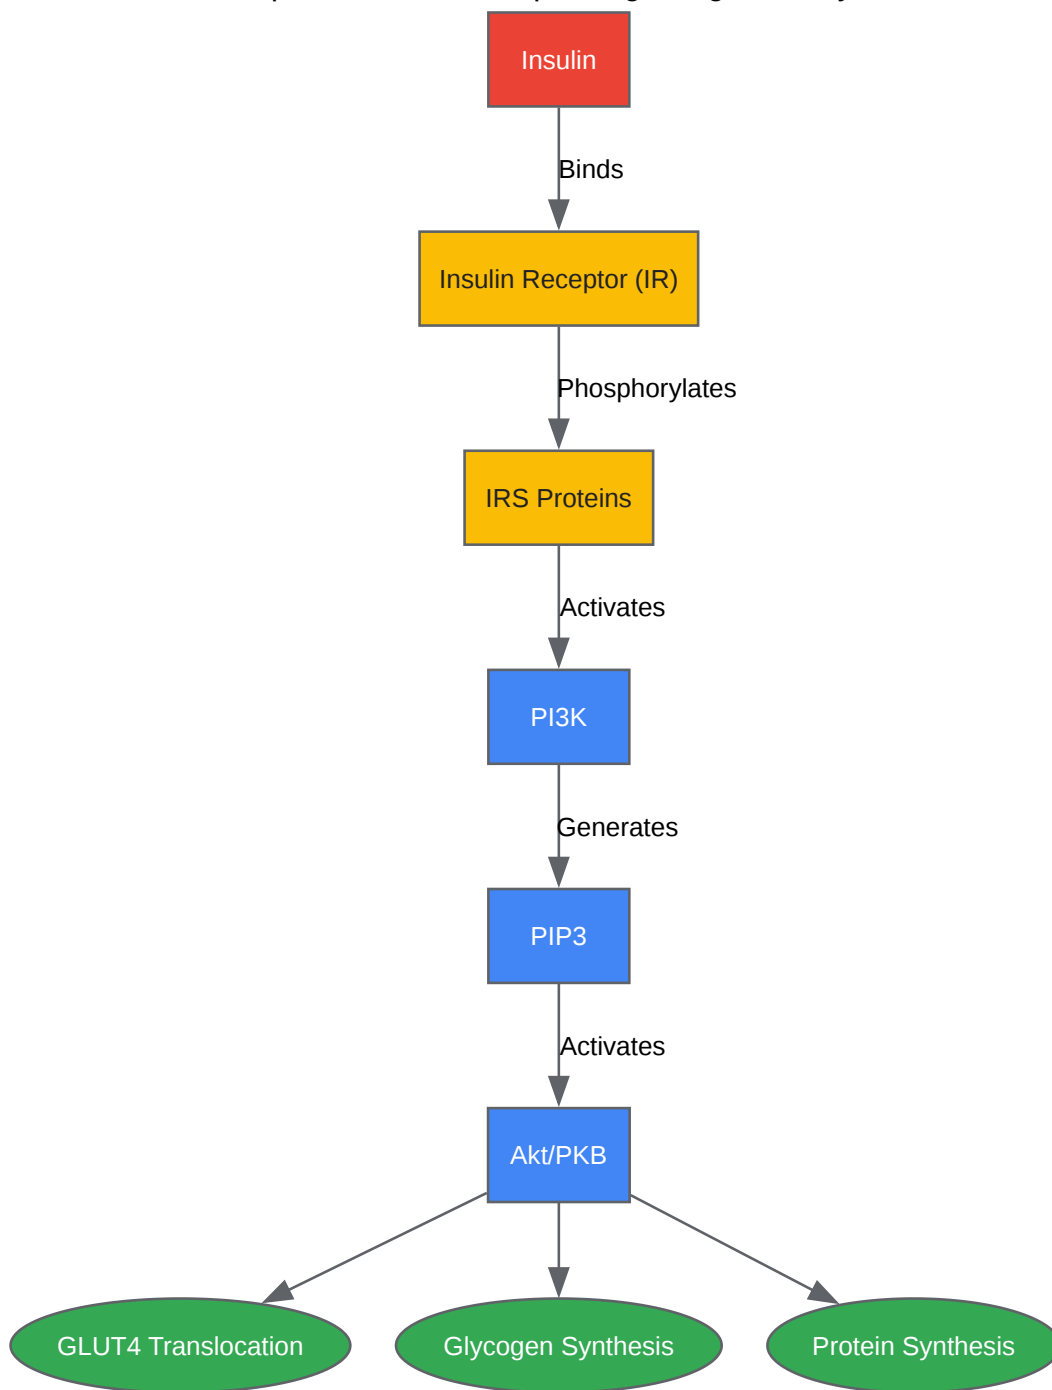 Insulin
Binds
Insulin Receptor (IR)
Phosphorylates
IRS Proteins
Activates
PI3K
Generates
PIP3
Activates
Akt/PKB
GLUT4 Translocation
Glycogen Synthesis
Protein Synthesis